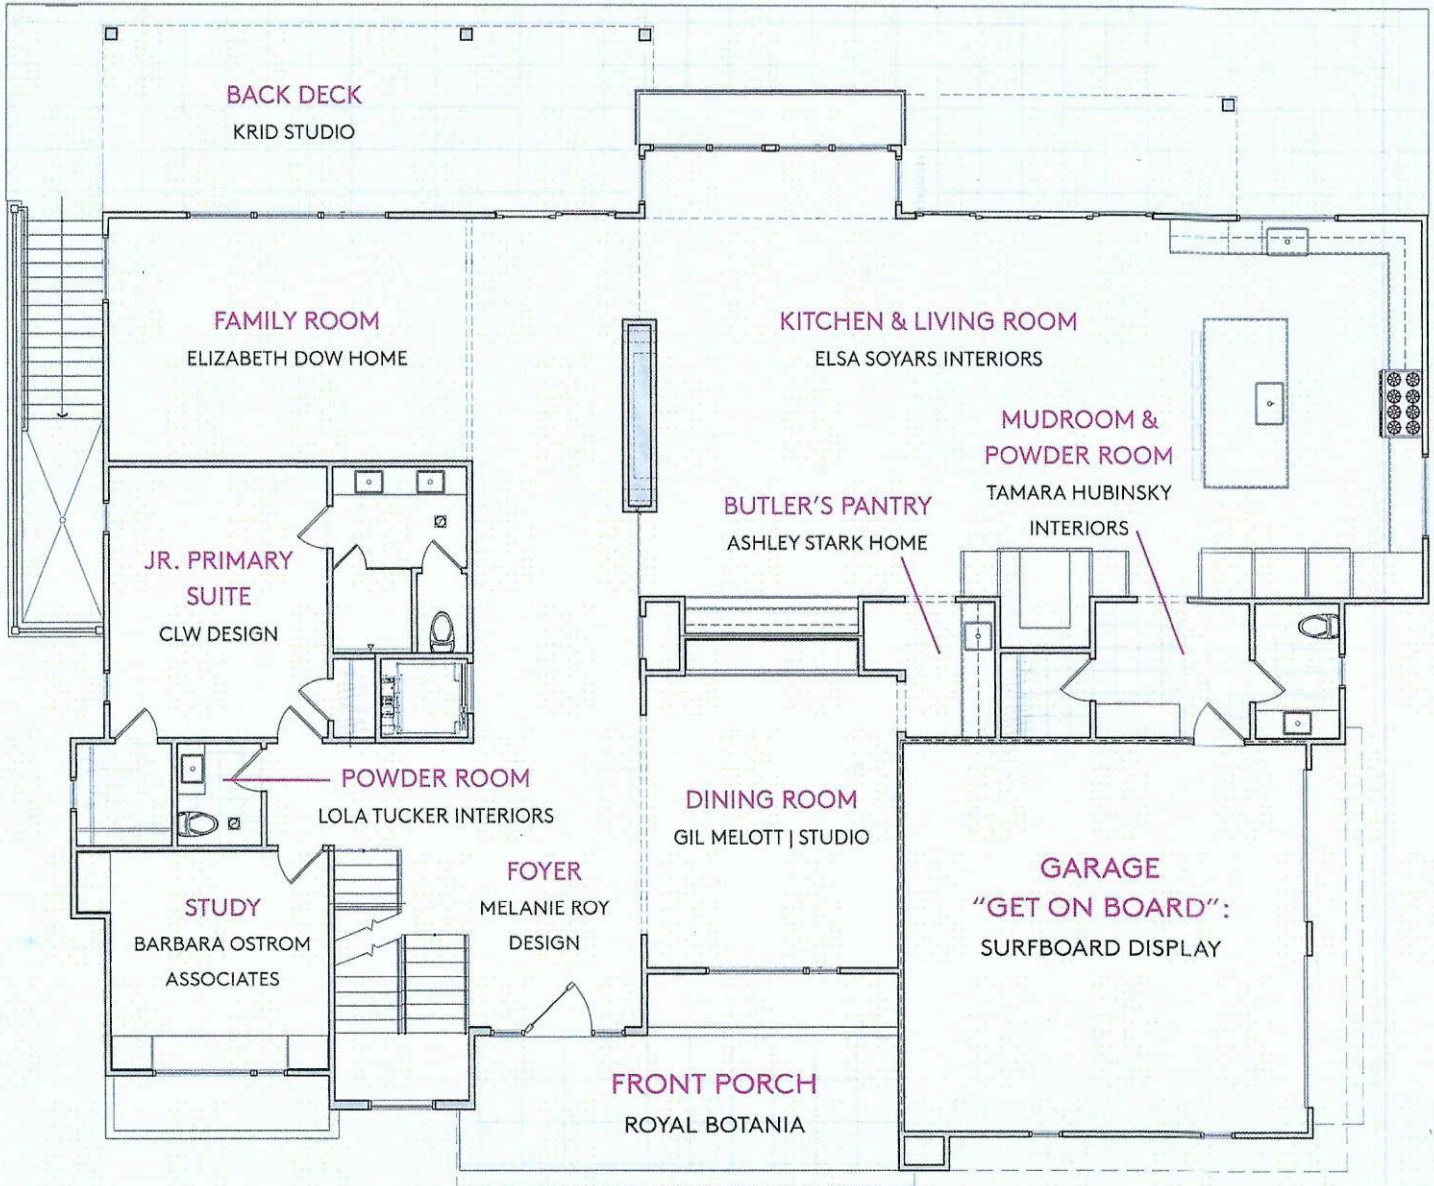 BACK DECK
KRID STUDIO
FAMILY ROOM
ELIZABETH DOW HOME
KITCHEN & LIVING ROOM
ELSA SOYARS INTERIORS
MUDROOM &
POWDER ROOM
TAMARA HUBINSKY
INTERIORS
BUTLER'S PANTRY
ASHLEY STARK HOME
JR. PRIMARY
SUITE
CLW DESIGN
POWDER ROOM
LOLA TUCKER INTERIORS
DINING ROOM
GIL MELOTT | STUDIO
FOYER
MELANIE ROY
DESIGN
STUDY
BARBARA OSTROM
ASSOCIATES
GARAGE
“GET ON BOARD”:
SURFBOARD DISPLAY
FRONT PORCH
ROYAL BOTANIA